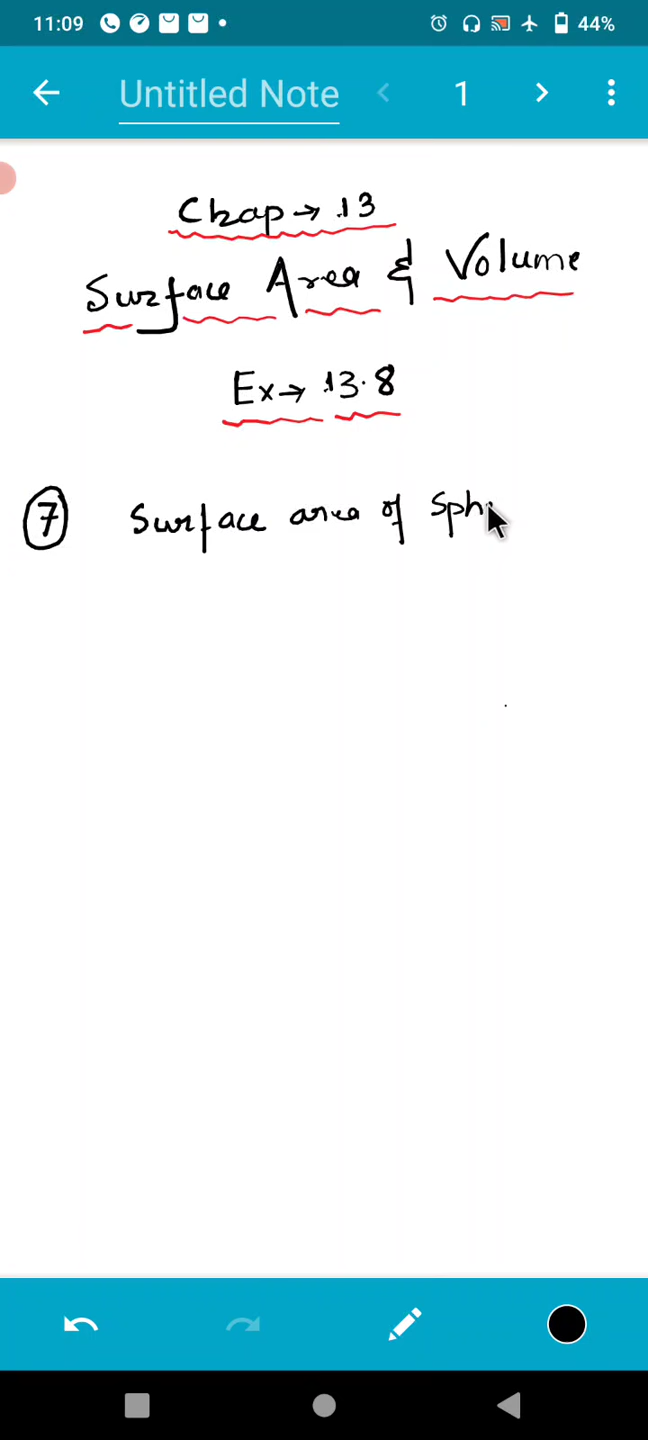 11:09 44%
Untitled Note 1
Chap → 13
Surface Area & Volume
Ex → 13.8
7 Surface area of Sph